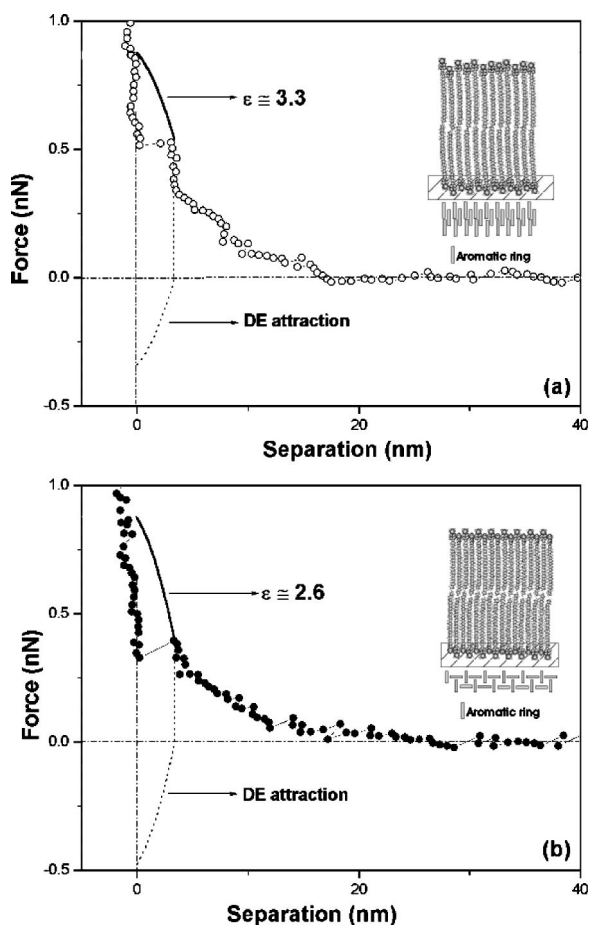 1.0
(a)
ε ≅ 3.3
0.5
Aromatic ring
Force (nN)
0.0
DE attraction
-0.5
0
20
40
Separation (nm)
1.0
(b)
ε ≅ 2.6
0.5
Aromatic ring
Force (nN)
0.0
DE attraction
-0.5
0
20
40
Separation (nm)